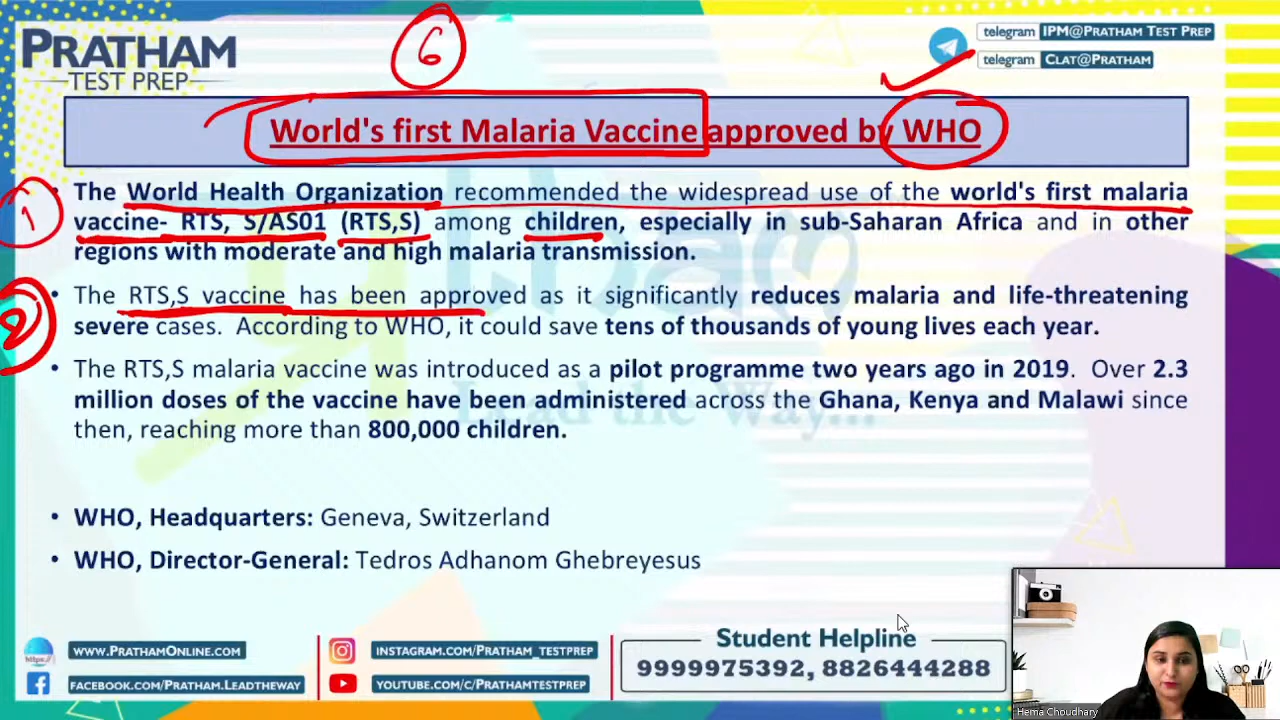 6
PRATHAM
TEST PREP
telegram IPM@PRATHAM TEST PREP
telegram CLAT@PRATHAM
World's first Malaria Vaccine approved by WHO
1
• The World Health Organization recommended the widespread use of the world's first malaria
vaccine- RTS, S/AS01 (RTS,S) among children, especially in sub-Saharan Africa and in other
regions with moderate and high malaria transmission.
2
• The RTS,S vaccine has been approved as it significantly reduces malaria and life-threatening
severe cases. According to WHO, it could save tens of thousands of young lives each year.
• The RTS,S malaria vaccine was introduced as a pilot programme two years ago in 2019. Over 2.3
million doses of the vaccine have been administered across the Ghana, Kenya and Malawi since
then, reaching more than 800,000 children.
Lead the Way...
• WHO, Headquarters: Geneva, Switzerland
• WHO, Director-General: Tedros Adhanom Ghebreyesus
https://
WWW.PRATHAMONLINE.COM
INSTAGRAM.COM/PRATHAM_TESTPREP
FACEBOOK.COM/PRATHAM.LEADTHEWAY
YOUTUBE.COM/C/PRATHAMTESTPREP
Student Helpline
9999975392, 8826444288
Hema Choudhary